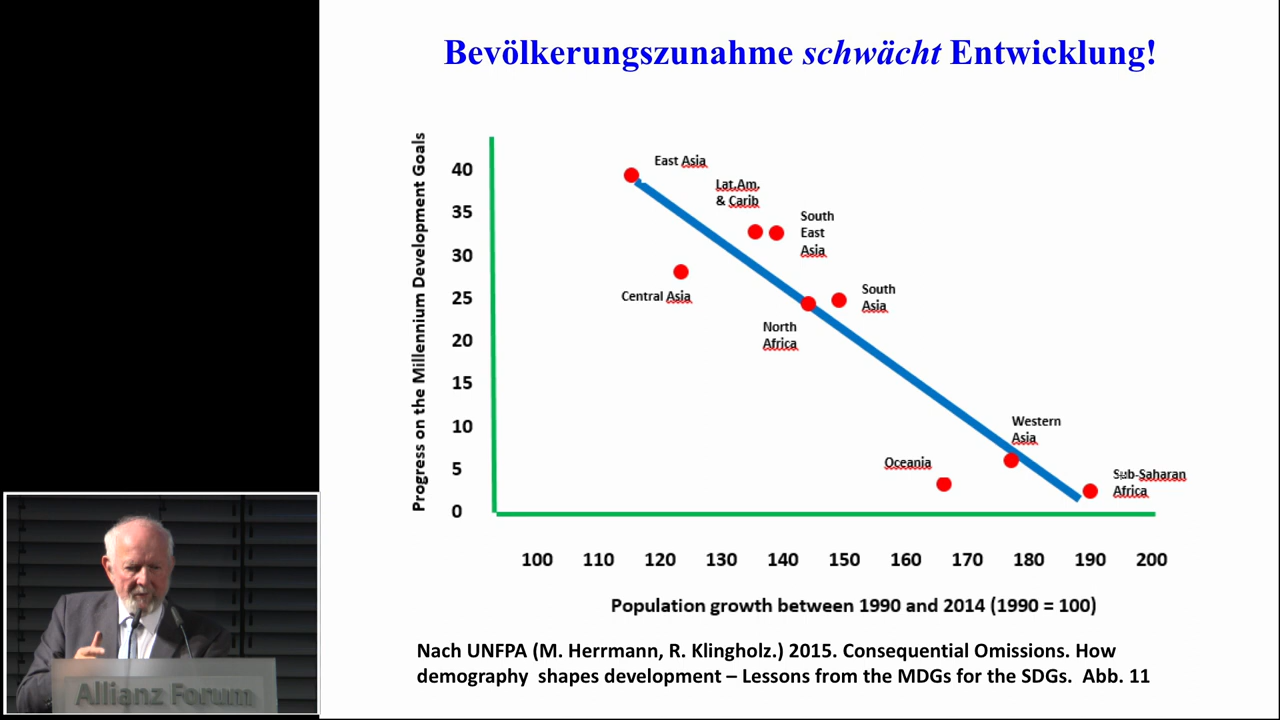 Bevölkerungszunahme schwächt Entwicklung!
Progress on the Millennium Development Goals
40
35
30
25
20
15
10
5
0
East Asia
Lat.Am.
& Carib
South
East
Asia
Central Asia
South
Asia
North
Africa
Western
Asia
Oceania
Sub-Saharan
Africa
100 110 120 130 140 150 160 170 180 190 200
Population growth between 1990 and 2014 (1990 = 100)
Nach UNFPA (M. Herrmann, R. Klingholz.) 2015. Consequential Omissions. How
demography shapes development – Lessons from the MDGs for the SDGs. Abb. 11
Allianz Forum